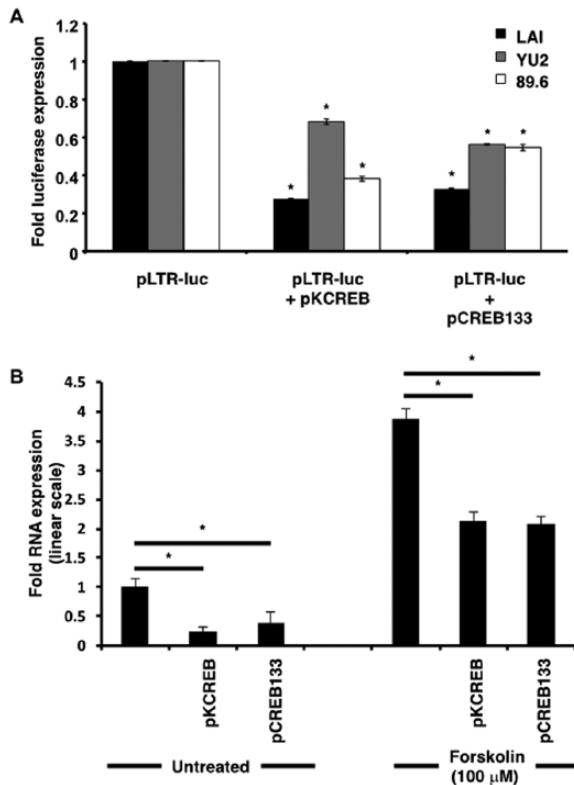 A
Fold luciferase expression
1.2
1
0.8
0.6
0.4
0.2
0
LAI
YU2
89.6
*
*
*
*
*
*
pLTR-luc
pLTR-luc
+ pKCREB
pLTR-luc
+
pCREB133
B
Fold RNA expression
(linear scale)
4.5
4
3.5
3
2.5
2
1.5
1
0.5
0
*
*
*
*
pKCREB
pCREB133
pKCREB
pCREB133
Untreated
Forskolin
(100 µM)